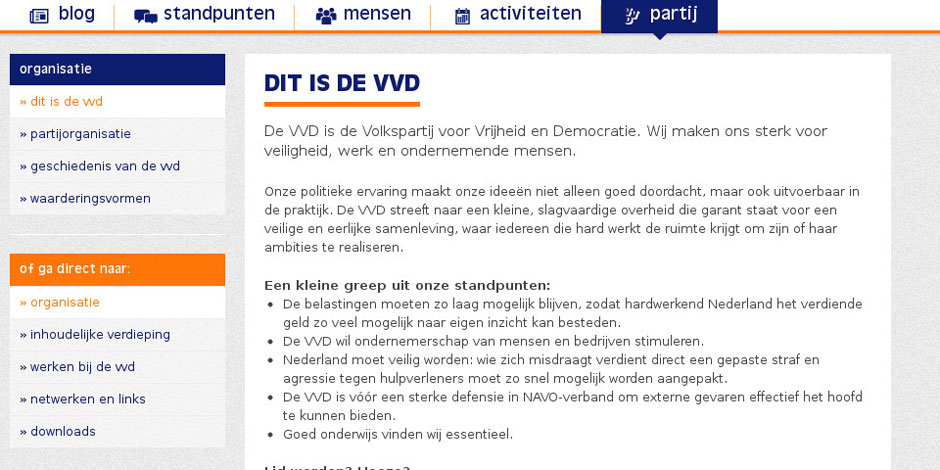 blog standpunten mensen activiteiten partij
organisatie
» dit is de vvd
» partijorganisatie
» geschiedenis van de vvd
» waarderingsvormen
of ga direct naar:
» organisatie
» inhoudelijke verdieping
» werken bij de vvd
» netwerken en links
» downloads
DIT IS DE VVD
De VVD is de Volkspartij voor Vrijheid en Democratie. Wij maken ons sterk voor
veiligheid, werk en ondernemende mensen.
Onze politieke ervaring maakt onze ideeën niet alleen goed doordacht, maar ook uitvoerbaar in
de praktijk. De VVD streeft naar een kleine, slagvaardige overheid die garant staat voor een
veilige en eerlijke samenleving, waar iedereen die hard werkt de ruimte krijgt om zijn of haar
ambities te realiseren.
Een kleine greep uit onze standpunten:
• De belastingen moeten zo laag mogelijk blijven, zodat hardwerkend Nederland het verdiende
geld zo veel mogelijk naar eigen inzicht kan besteden.
• De VVD wil ondernemerschap van mensen en bedrijven stimuleren.
• Nederland moet veilig worden: wie zich misdraagt verdient direct een gepaste straf en
agressie tegen hulpverleners moet zo snel mogelijk worden aangepakt.
• De VVD is vóór een sterke defensie in NAVO-verband om externe gevaren effectief het hoofd
te kunnen bieden.
• Goed onderwijs vinden wij essentieel.